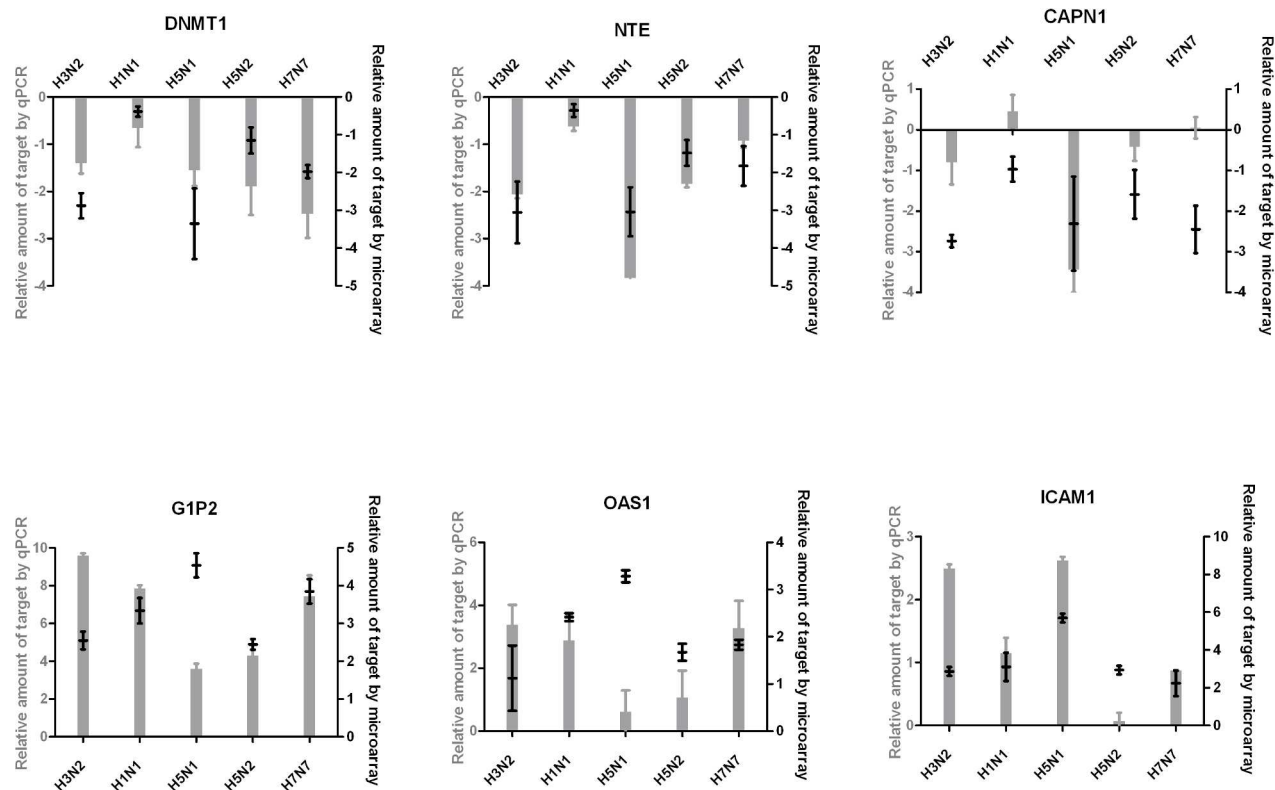 DNMT1
Relative amount of target by qPCR
H3N2
H1N1
H5N1
H5N2
H7N7
Relative amount of target by microarray
0
-1
-2
-3
-4
0
-1
-2
-3
-4
-5
NTE
Relative amount of target by qPCR
H3N2
H1N1
H5N1
H5N2
H7N7
Relative amount of target by microarray
0
-1
-2
-3
-4
0
-1
-2
-3
-4
-5
CAPN1
Relative amount of target by qPCR
H3N2
H1N1
H5N1
H5N2
H7N7
Relative amount of target by microarray
1
0
-1
-2
-3
-4
1
0
-1
-2
-3
-4
G1P2
Relative amount of target by qPCR
10
8
6
4
2
0
5
4
3
2
1
0
Relative amount of target by microarray
H3N2
H1N1
H5N1
H5N2
H7N7
OAS1
Relative amount of target by qPCR
6
4
2
0
4
3
2
1
0
Relative amount of target by microarray
H3N2
H1N1
H5N1
H5N2
H7N7
ICAM1
Relative amount of target by qPCR
3
2
1
0
10
8
6
4
2
0
Relative amount of target by microarray
H3N2
H1N1
H5N1
H5N2
H7N7